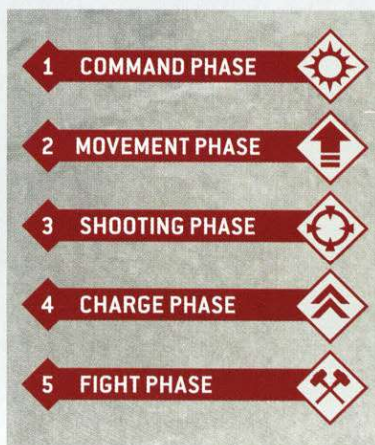 1 COMMAND PHASE
2 MOVEMENT PHASE
3 SHOOTING PHASE
4 CHARGE PHASE
5 FIGHT PHASE